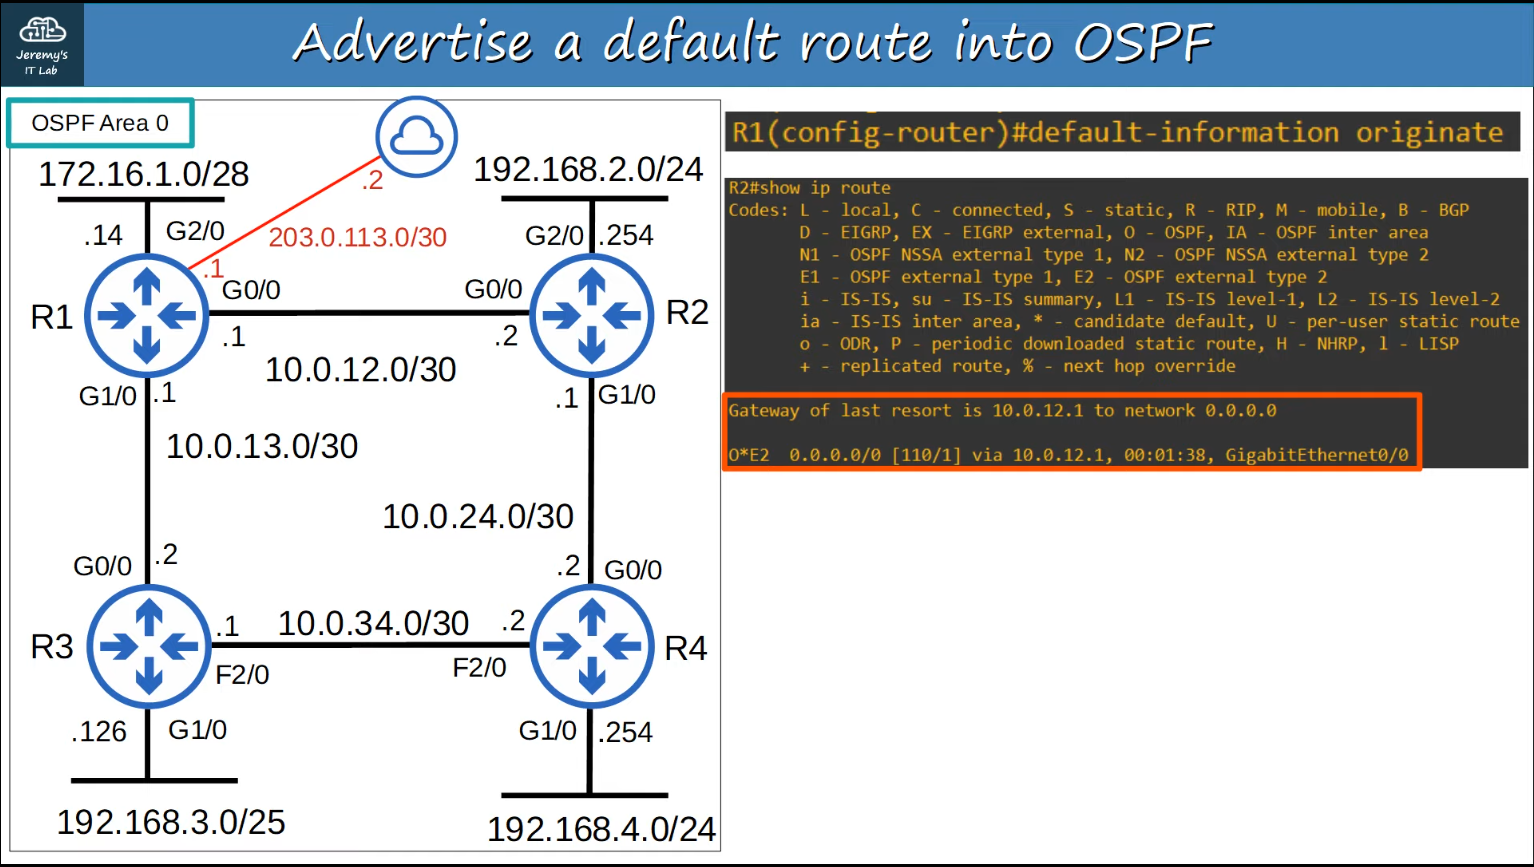 Jeremy's
IT Lab
Advertise a default route into OSPF
OSPF Area 0
172.16.1.0/28
192.168.2.0/24
.2
.14
G2/0
203.0.113.0/30
G2/0
.254
.1
G0/0
G0/0
R1
R2
.1
.2
10.0.12.0/30
G1/0
.1
.1
G1/0
10.0.13.0/30
10.0.24.0/30
G0/0
.2
.2
G0/0
R3
.1
10.0.34.0/30
.2
R4
F2/0
F2/0
.126
G1/0
G1/0
.254
192.168.3.0/25
192.168.4.0/24
R1(config-router)#default-information originate
R2#show ip route
Codes: L - local, C - connected, S - static, R - RIP, M - mobile, B - BGP
D - EIGRP, EX - EIGRP external, O - OSPF, IA - OSPF inter area
N1 - OSPF NSSA external type 1, N2 - OSPF NSSA external type 2
E1 - OSPF external type 1, E2 - OSPF external type 2
i - IS-IS, su - IS-IS summary, L1 - IS-IS level-1, L2 - IS-IS level-2
ia - IS-IS inter area, * - candidate default, U - per-user static route
o - ODR, P - periodic downloaded static route, H - NHRP, l - LISP
+ - replicated route, % - next hop override
Gateway of last resort is 10.0.12.1 to network 0.0.0.0
O*E2 0.0.0.0/0 [110/1] via 10.0.12.1, 00:01:38, GigabitEthernet0/0